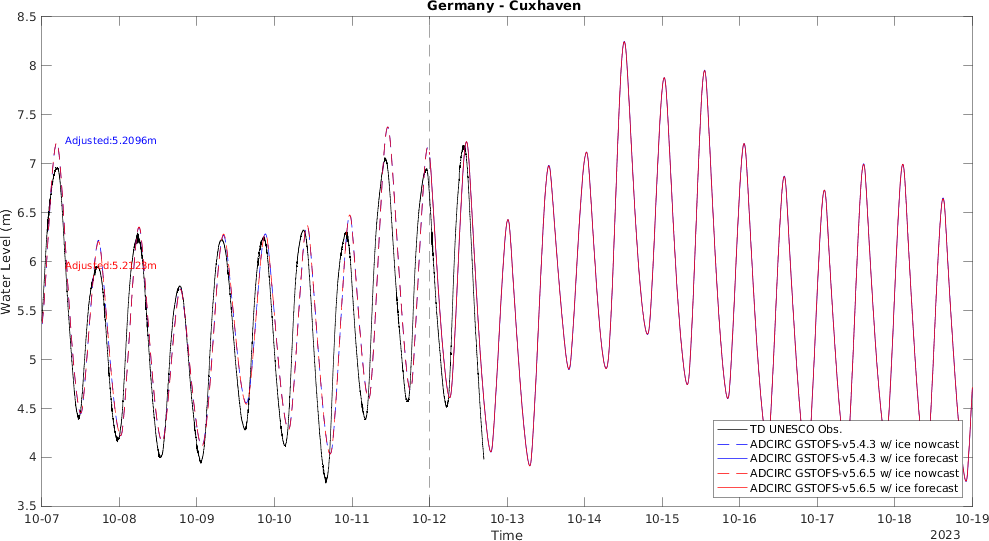 Germany - Cuxhaven
8.5
8
7.5
7
6.5
6
5.5
5
4.5
4
3.5
Water Level (m)
Adjusted:5.2096m
Adjusted:5.2123m
TD UNESCO Obs.
ADCIRC GSTOFS-v5.4.3 w/ ice nowcast
ADCIRC GSTOFS-v5.4.3 w/ ice forecast
ADCIRC GSTOFS-v5.6.5 w/ ice nowcast
ADCIRC GSTOFS-v5.6.5 w/ ice forecast
10-07 10-08 10-09 10-10 10-11 10-12 10-13 10-14 10-15 10-16 10-17 10-18 10-19
Time
2023